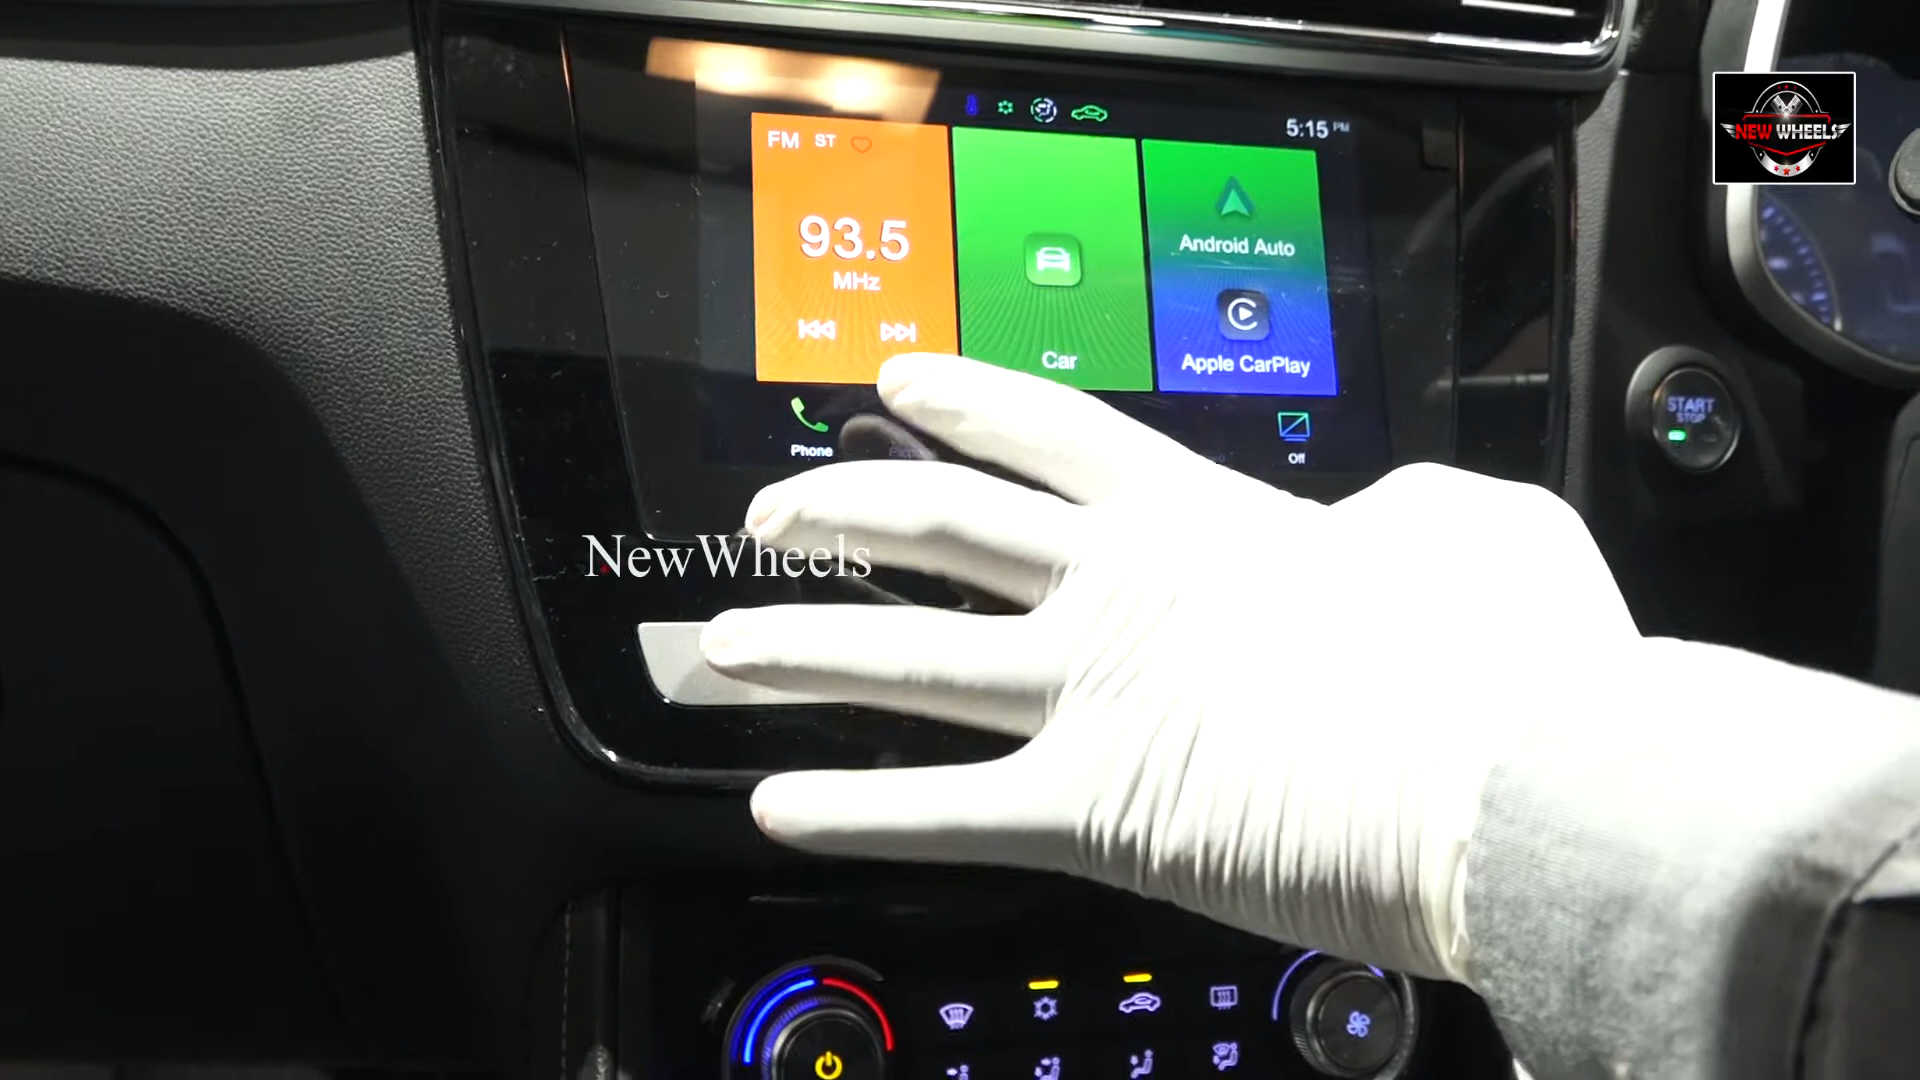 5:15 PM
FM ST
93.5
MHz
Car
Android Auto
Apple CarPlay
Phone
Off
START
STOP
NEW WHEELS
NewWheels